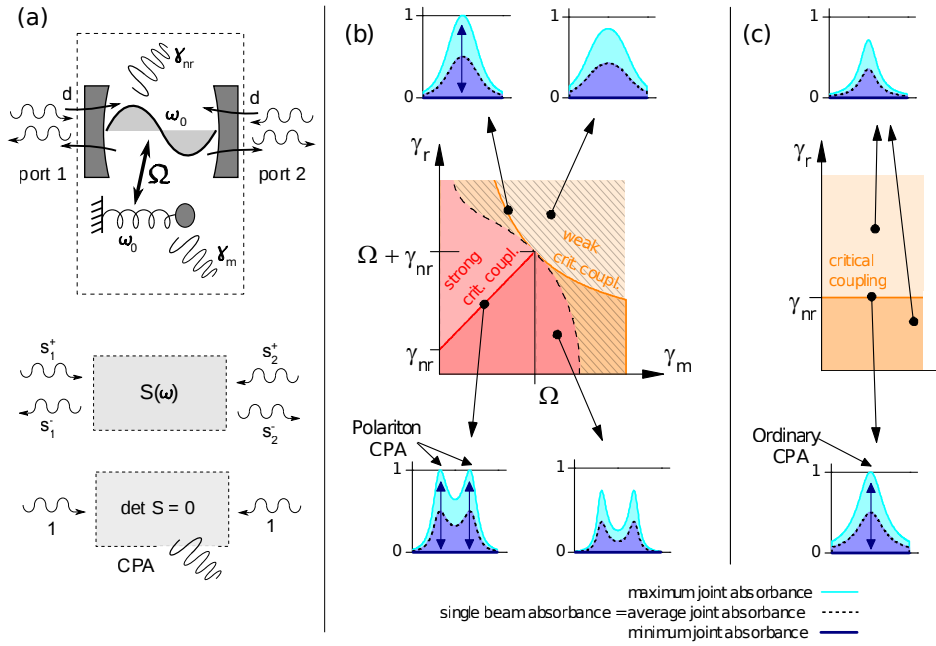 (a)
γnr
d
d
ω0
port 1
Ω
port 2
ω0
γm
s1+
s2+
S(ω)
s1-
s2-
det S = 0
1
1
CPA
(b)
1
0
1
0
γr
Ω + γnr
strong
crit. coupl.
weak
crit. coupl.
γnr
γm
Ω
Polariton
CPA
1
0
1
0
(c)
1
0
γr
critical
coupling
γnr
Ordinary
CPA
1
0
maximum joint absorbance
single beam absorbance = average joint absorbance
minimum joint absorbance